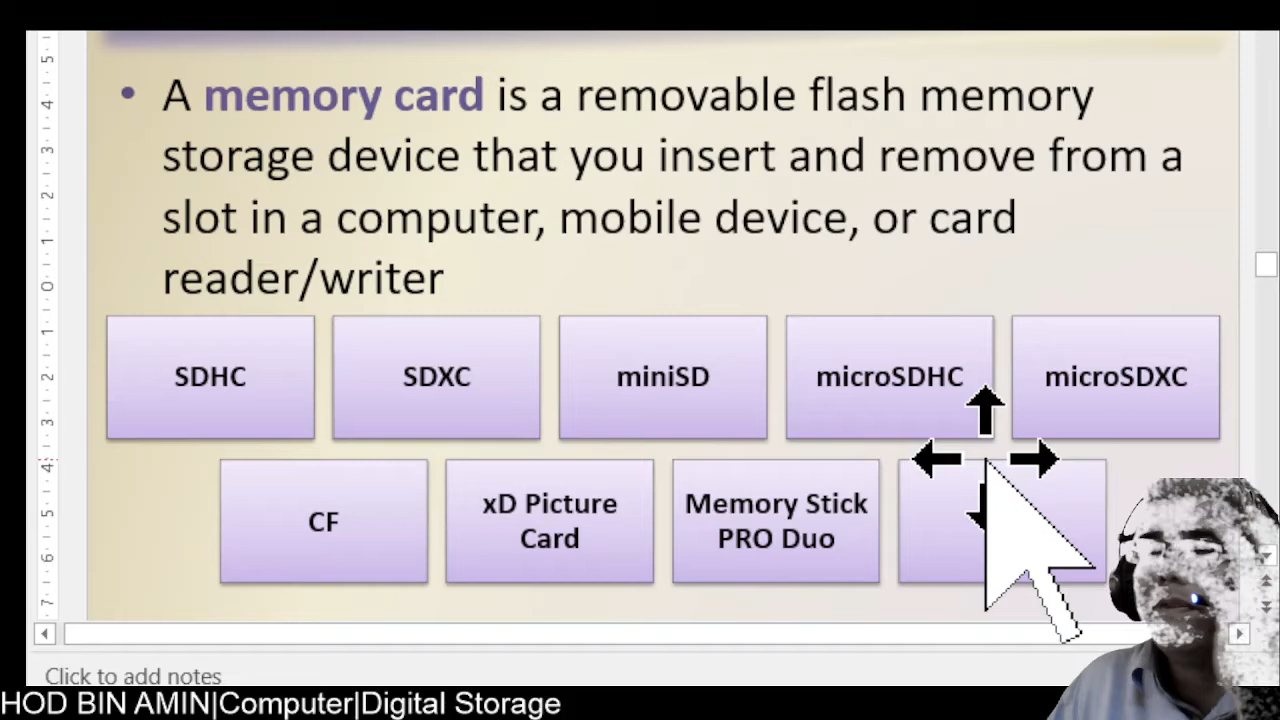 • A memory card is a removable flash memory
storage device that you insert and remove from a
slot in a computer, mobile device, or card
reader/writer
SDHC
SDXC
miniSD
microSDHC
microSDXC
CF
xD Picture
Card
Memory Stick
PRO Duo
Click to add notes
HOD BIN AMIN|Computer|Digital Storage